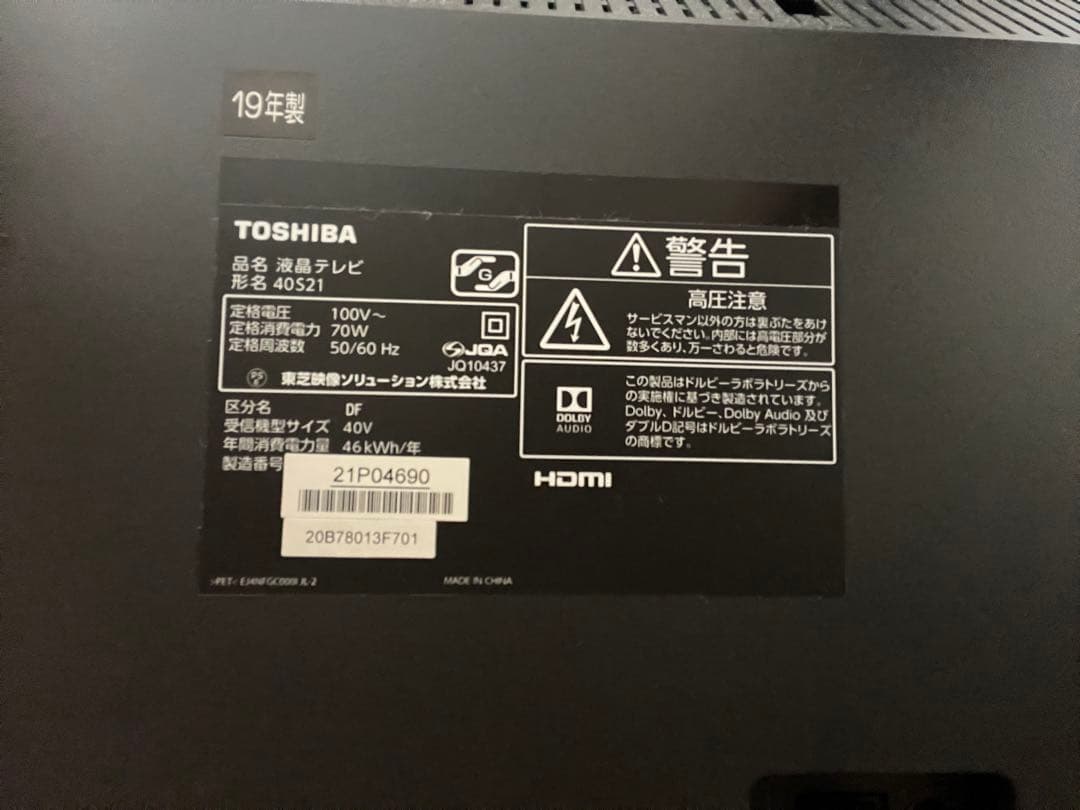 19年製
TOSHIBA
品名 液晶テレビ
形名 40S21
G
定格電圧 100V～
定格消費電力 70W
定格周波数 50/60 Hz
JQA
JQ10437
PS
E
東芝映像ソリューション株式会社
区分名 DF
受信機型サイズ 40V
年間消費電力量 46kWh/年
製造番号
21P04690
20B78013F701
警告
高圧注意
サービスマン以外の方は裏ぶたをあけ
ないでください。内部には高電圧部分が
数多くあり、万一さわると危険です。
DOLBY
AUDIO
この製品はドルビーラボラトリーズから
の実施権に基づき製造されています。
Dolby、ドルビー、Dolby Audio 及び
ダブルD記号はドルビーラボラトリーズ
の商標です。
HDMI
>PET<
MADE IN CHINA